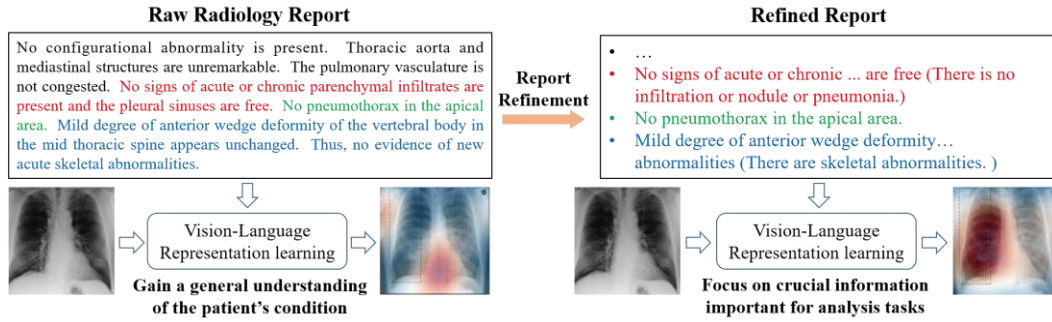 Raw Radiology Report
No configurational abnormality is present. Thoracic aorta and
mediastinal structures are unremarkable. The pulmonary vasculature is
not congested. No signs of acute or chronic parenchymal infiltrates are
present and the pleural sinuses are free. No pneumothorax in the apical
area. Mild degree of anterior wedge deformity of the vertebral body in
the mid thoracic spine appears unchanged. Thus, no evidence of new
acute skeletal abnormalities.
Vision-Language
Representation learning
Gain a general understanding
of the patient's condition
Report
Refinement
Refined Report
• …
• No signs of acute or chronic ... are free (There is no
infiltration or nodule or pneumonia.)
• No pneumothorax in the apical area.
• Mild degree of anterior wedge deformity…
abnormalities (There are skeletal abnormalities. )
Vision-Language
Representation learning
Focus on crucial information
important for analysis tasks